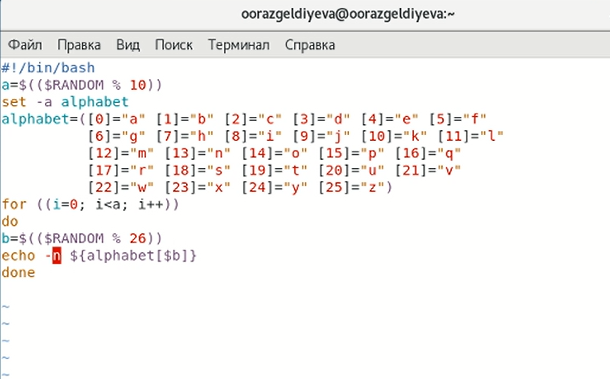 oorazgeldiyeva@oorazgeldiyeva:~
Файл Правка Вид Поиск Терминал Справка
#!/bin/bash
a=$(($RANDOM % 10))
set -a alphabet
alphabet=([0]="a" [1]="b" [2]="c" [3]="d" [4]="e" [5]="f"
[6]="g" [7]="h" [8]="i" [9]="j" [10]="k" [11]="l"
[12]="m" [13]="n" [14]="o" [15]="p" [16]="q"
[17]="r" [18]="s" [19]="t" [20]="u" [21]="v"
[22]="w" [23]="x" [24]="y" [25]="z")
for ((i=0; i<a; i++))
do
b=$(($RANDOM % 26))
echo -n ${alphabet[$b]}
done
~
~
~
~
~